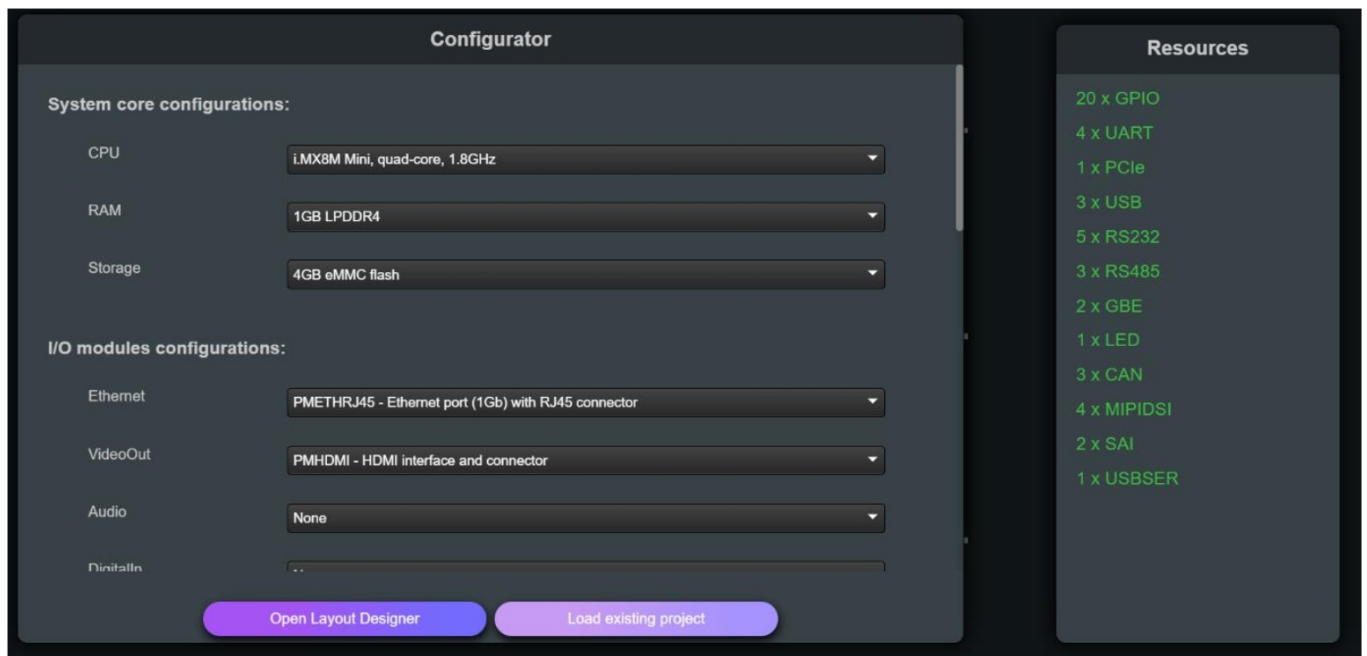 Configurator
System core configurations:
CPU
i.MX8M Mini, quad-core, 1.8GHz
RAM
1GB LPDDR4
Storage
4GB eMMC flash
I/O modules configurations:
Ethernet
PMETHRJ45 - Ethernet port (1Gb) with RJ45 connector
VideoOut
PMHDMI - HDMI interface and connector
Audio
None
DigitalIn
Open Layout Designer
Load existing project
Resources
20 x GPIO
4 x UART
1 x PCIe
3 x USB
5 x RS232
3 x RS485
2 x GBE
1 x LED
3 x CAN
4 x MIPIDSI
2 x SAI
1 x USBSER